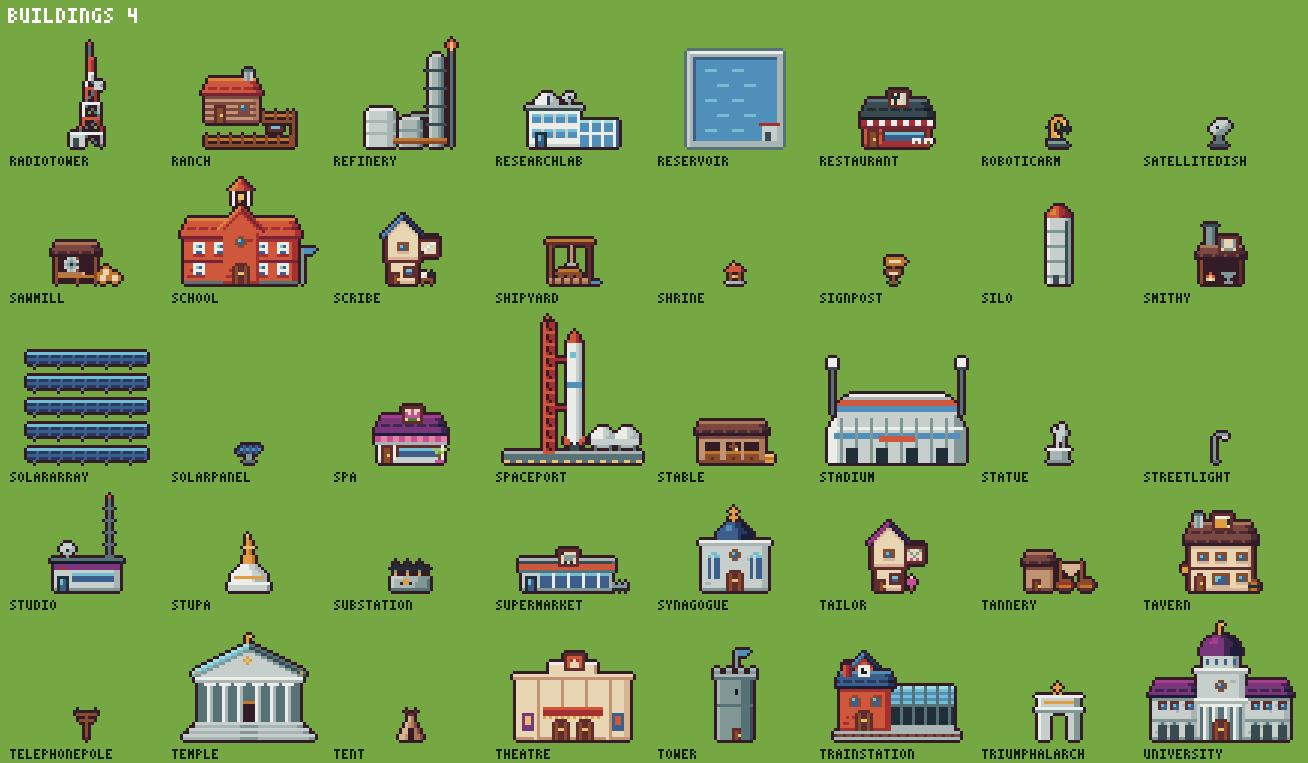 BUILDINGS 4
RADIOTOWER RANCH REFINERY RESEARCHLAB RESERVOIR RESTAURANT ROBOTICARM SATELLITEDISH
SAWMILL SCHOOL SCRIBE SHIPYARD SHRINE SIGNPOST SILO SMITHY
SOLARARRAY SOLARPANEL SPA SPACEPORT STABLE STADIUM STATUE STREETLIGHT
STUDIO STUPA SUBSTATION SUPERMARKET SYNAGOGUE TAILOR TANNERY TAVERN
TELEPHONEPOLE TEMPLE TENT THEATRE TOWER TRAINSTATION TRIUMPHALARCH UNIVERSITY